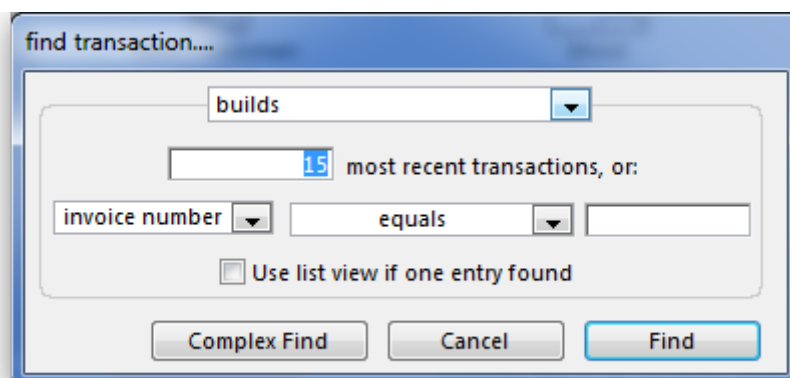 find transaction....
builds
15 most recent transactions, or:
invoice number equals
Use list view if one entry found
Complex Find Cancel Find